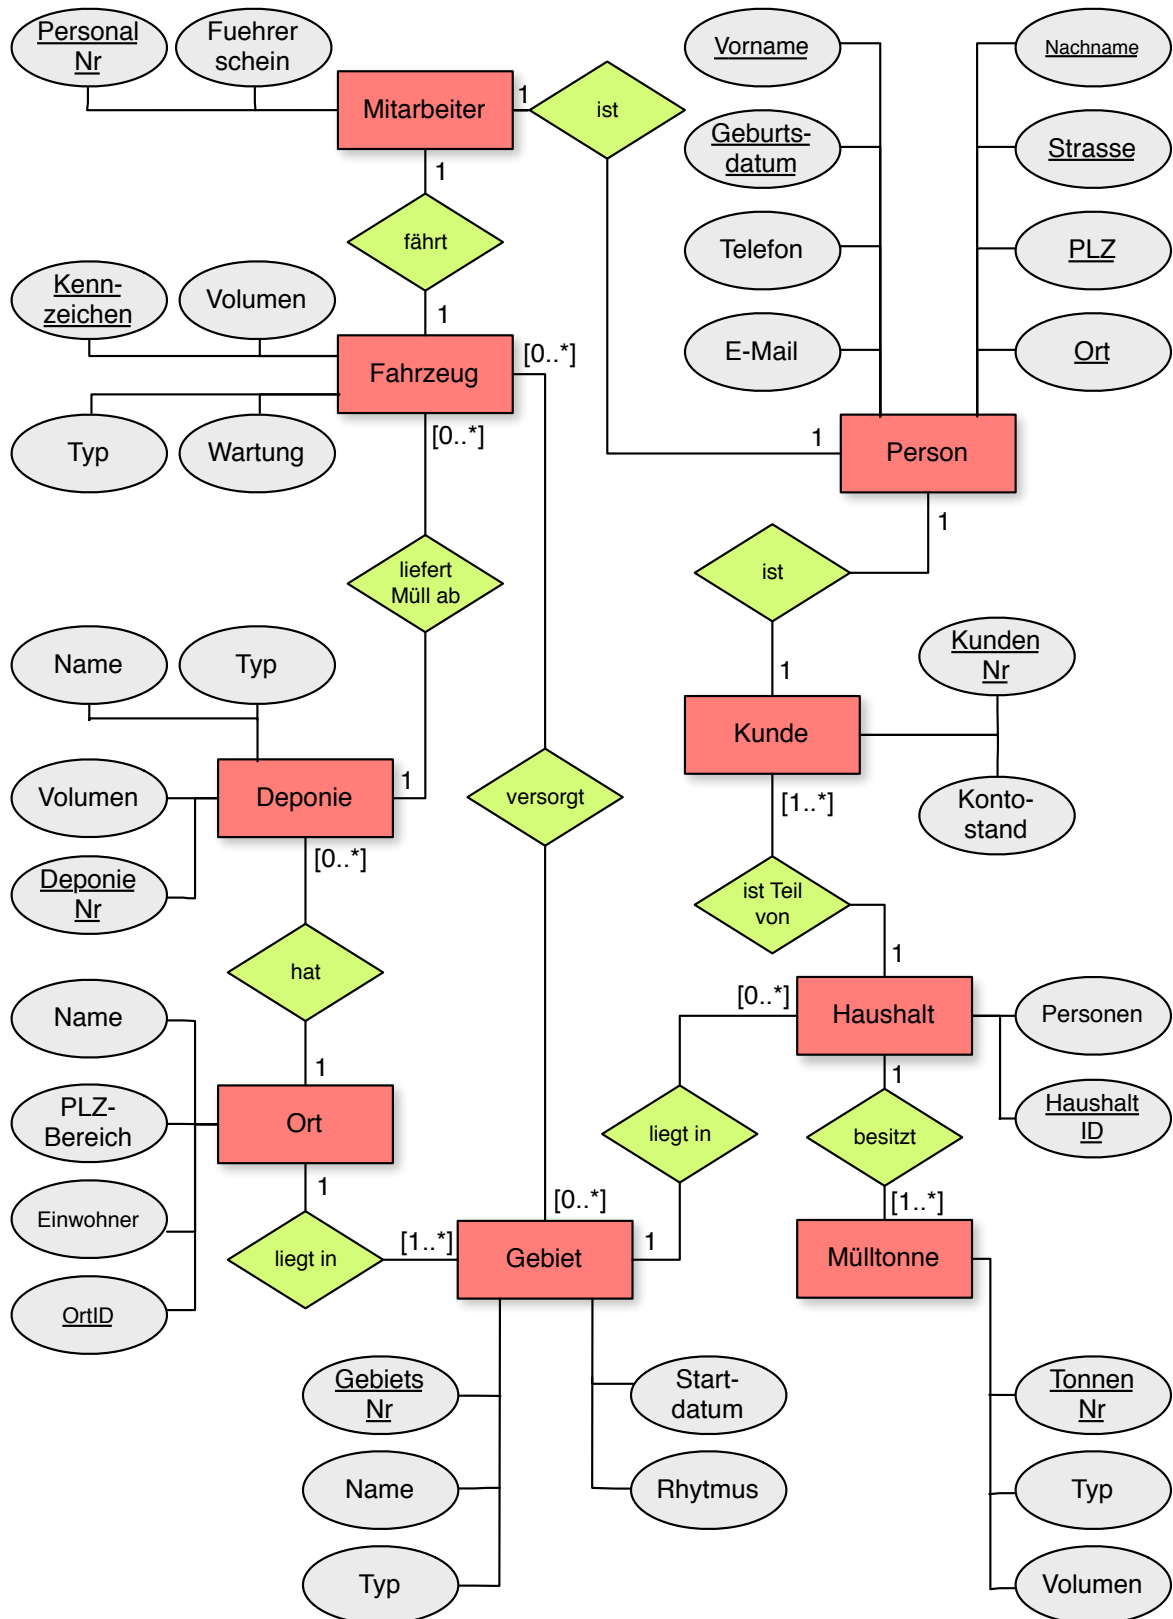 Personal
Nr
Fuehrer
schein
Mitarbeiter
1
ist
Vorname
Nachname
1
Geburts-
datum
Strasse
fährt
Telefon
PLZ
Kenn-
zeichen
Volumen
1
Fahrzeug
[0..*]
E-Mail
Ort
Typ
Wartung
[0..*]
1
Person
1
liefert
Müll ab
ist
Name
Typ
1
Kunden
Nr
Kunde
Volumen
Deponie
1
versorgt
[1..*]
Konto-
stand
[0..*]
Deponie
Nr
ist Teil
von
hat
1
[0..*]
Name
Haushalt
Personen
1
1
PLZ-
Bereich
Ort
liegt in
besitzt
Haushalt
ID
1
Einwohner
[0..*]
[1..*]
liegt in
[1..*]
Gebiet
1
Mülltonne
OrtID
Gebiets
Nr
Start-
datum
Tonnen
Nr
Name
Rhytmus
Typ
Typ
Volumen